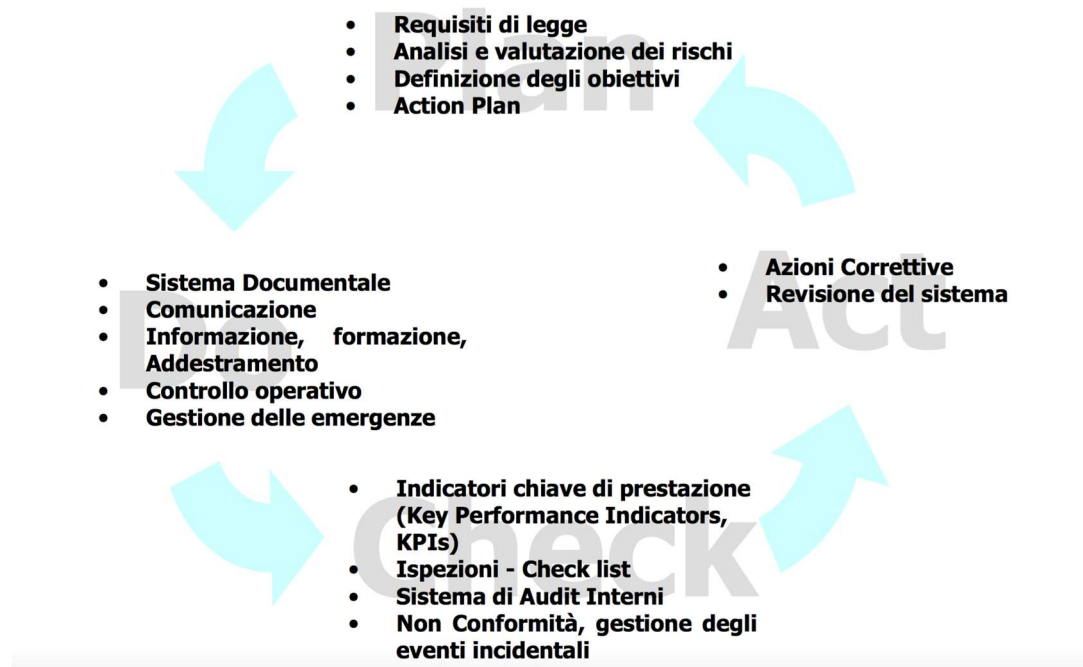 Plan
• Requisiti di legge
• Analisi e valutazione dei rischi
• Definizione degli obiettivi
• Action Plan
Do
• Sistema Documentale
• Comunicazione
• Informazione, formazione,
Addestramento
• Controllo operativo
• Gestione delle emergenze
Act
• Azioni Correttive
• Revisione del sistema
Check
• Indicatori chiave di prestazione
(Key Performance Indicators,
KPIs)
• Ispezioni - Check list
• Sistema di Audit Interni
• Non Conformità, gestione degli
eventi incidentali